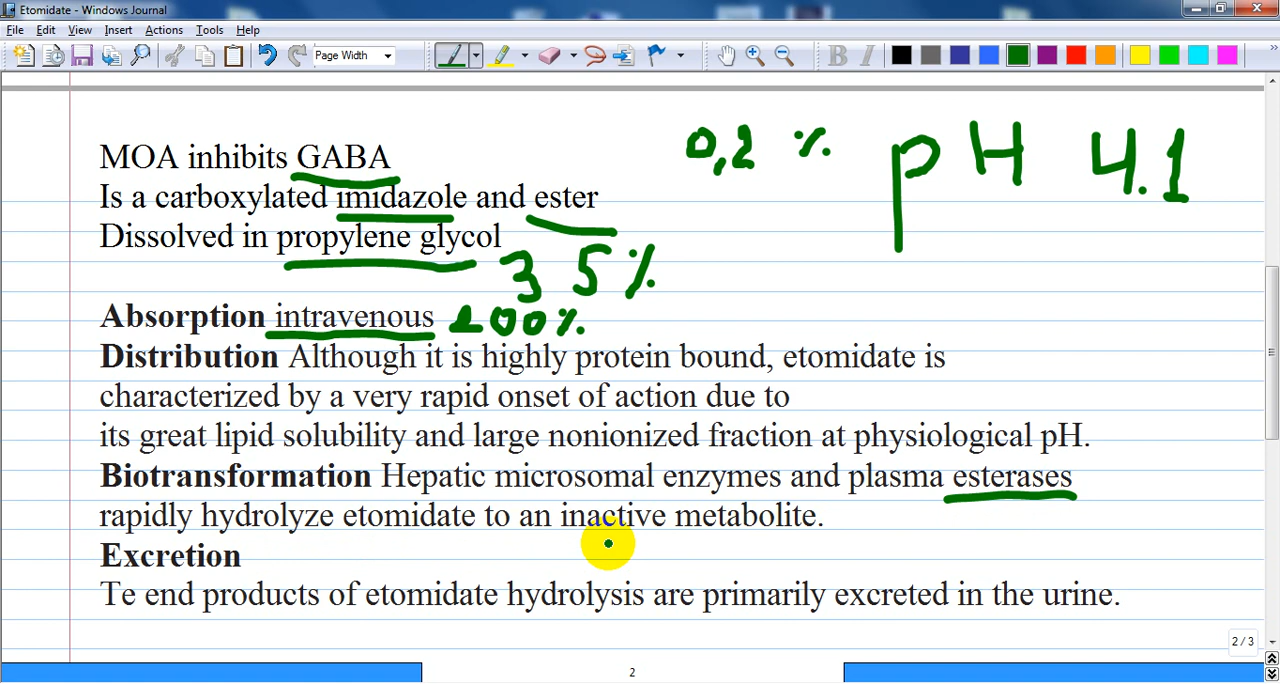 Etomidate - Windows Journal
File Edit View Insert Actions Tools Help
Page Width
B I
0,2 % pH 4.1
MOA inhibits GABA
Is a carboxylated imidazole and ester
Dissolved in propylene glycol 35%
Absorption intravenous 100%
Distribution Although it is highly protein bound, etomidate is
characterized by a very rapid onset of action due to
its great lipid solubility and large nonionized fraction at physiological pH.
Biotransformation Hepatic microsomal enzymes and plasma esterases
rapidly hydrolyze etomidate to an inactive metabolite.
Excretion
Te end products of etomidate hydrolysis are primarily excreted in the urine.
2 / 3
2